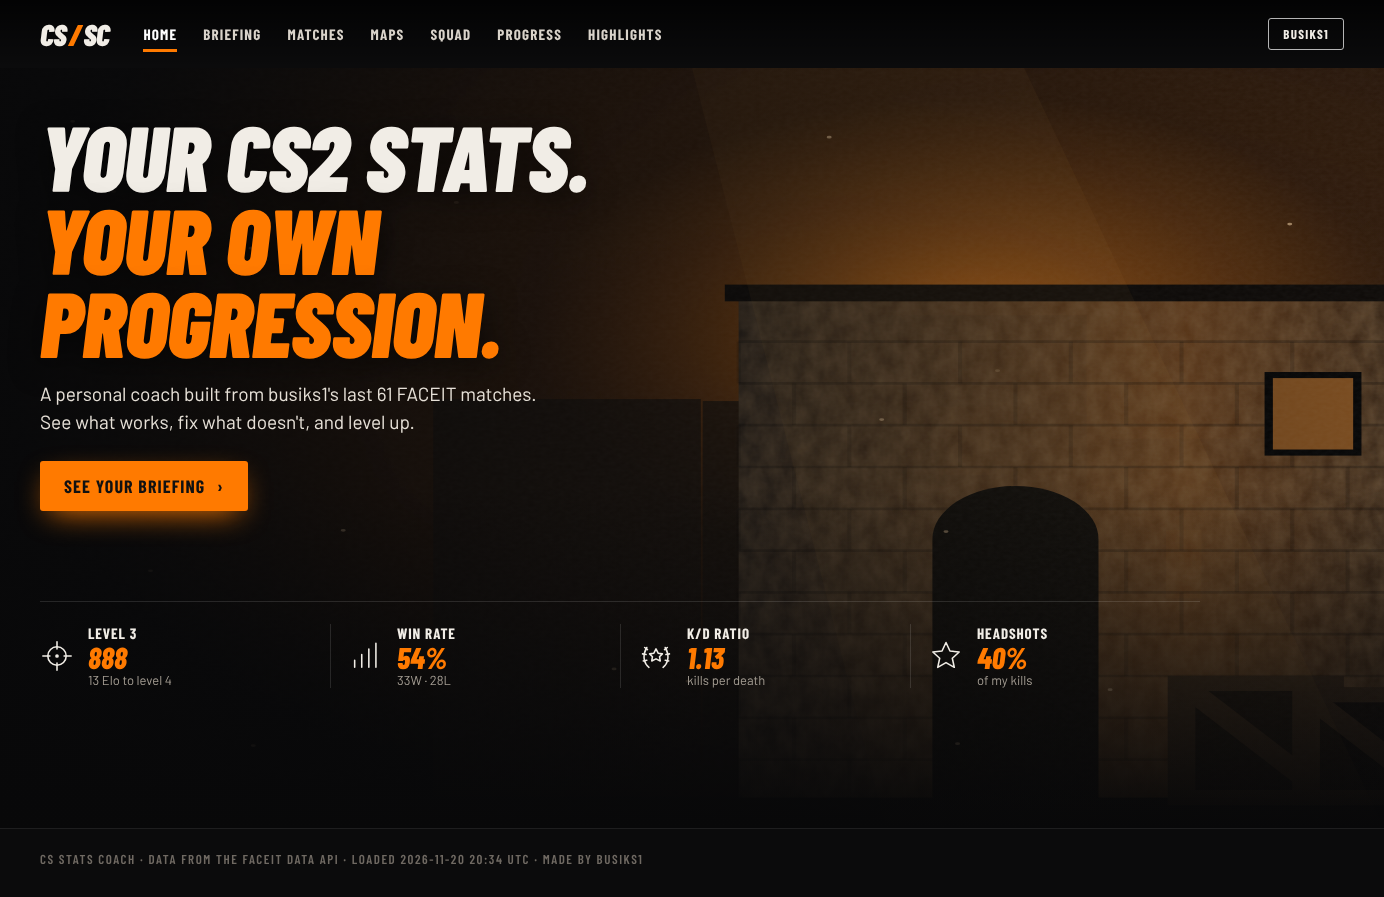 CS/SC HOME BRIEFING MATCHES MAPS SQUAD PROGRESS HIGHLIGHTS BUSIKS1
YOUR CS2 STATS.
YOUR OWN
PROGRESSION.
A personal coach built from busiks1's last 61 FACEIT matches.
See what works, fix what doesn't, and level up.
SEE YOUR BRIEFING ›
LEVEL 3
888
13 Elo to level 4
WIN RATE
54%
33W · 28L
K/D RATIO
1.13
kills per death
HEADSHOTS
40%
of my kills
CS STATS COACH · DATA FROM THE FACEIT DATA API · LOADED 2026-11-20 20:34 UTC · MADE BY BUSIKS1